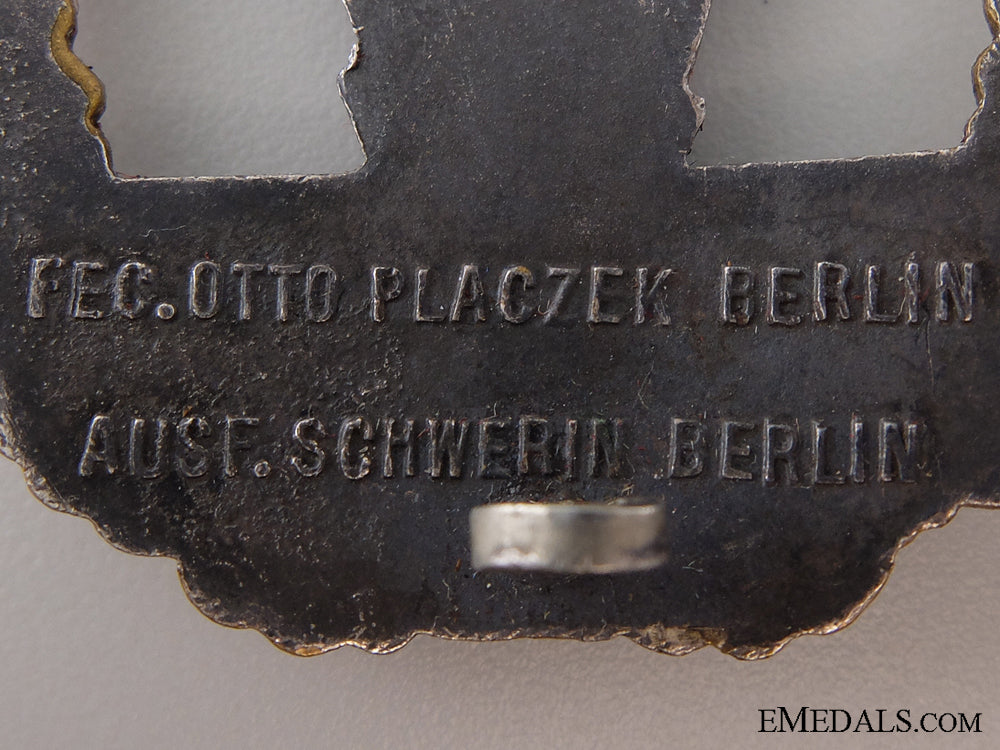 FEC. OTTO PLACZEK BERLIN
AUSF. SCHWERIN BERLIN
EMEDALS.COM